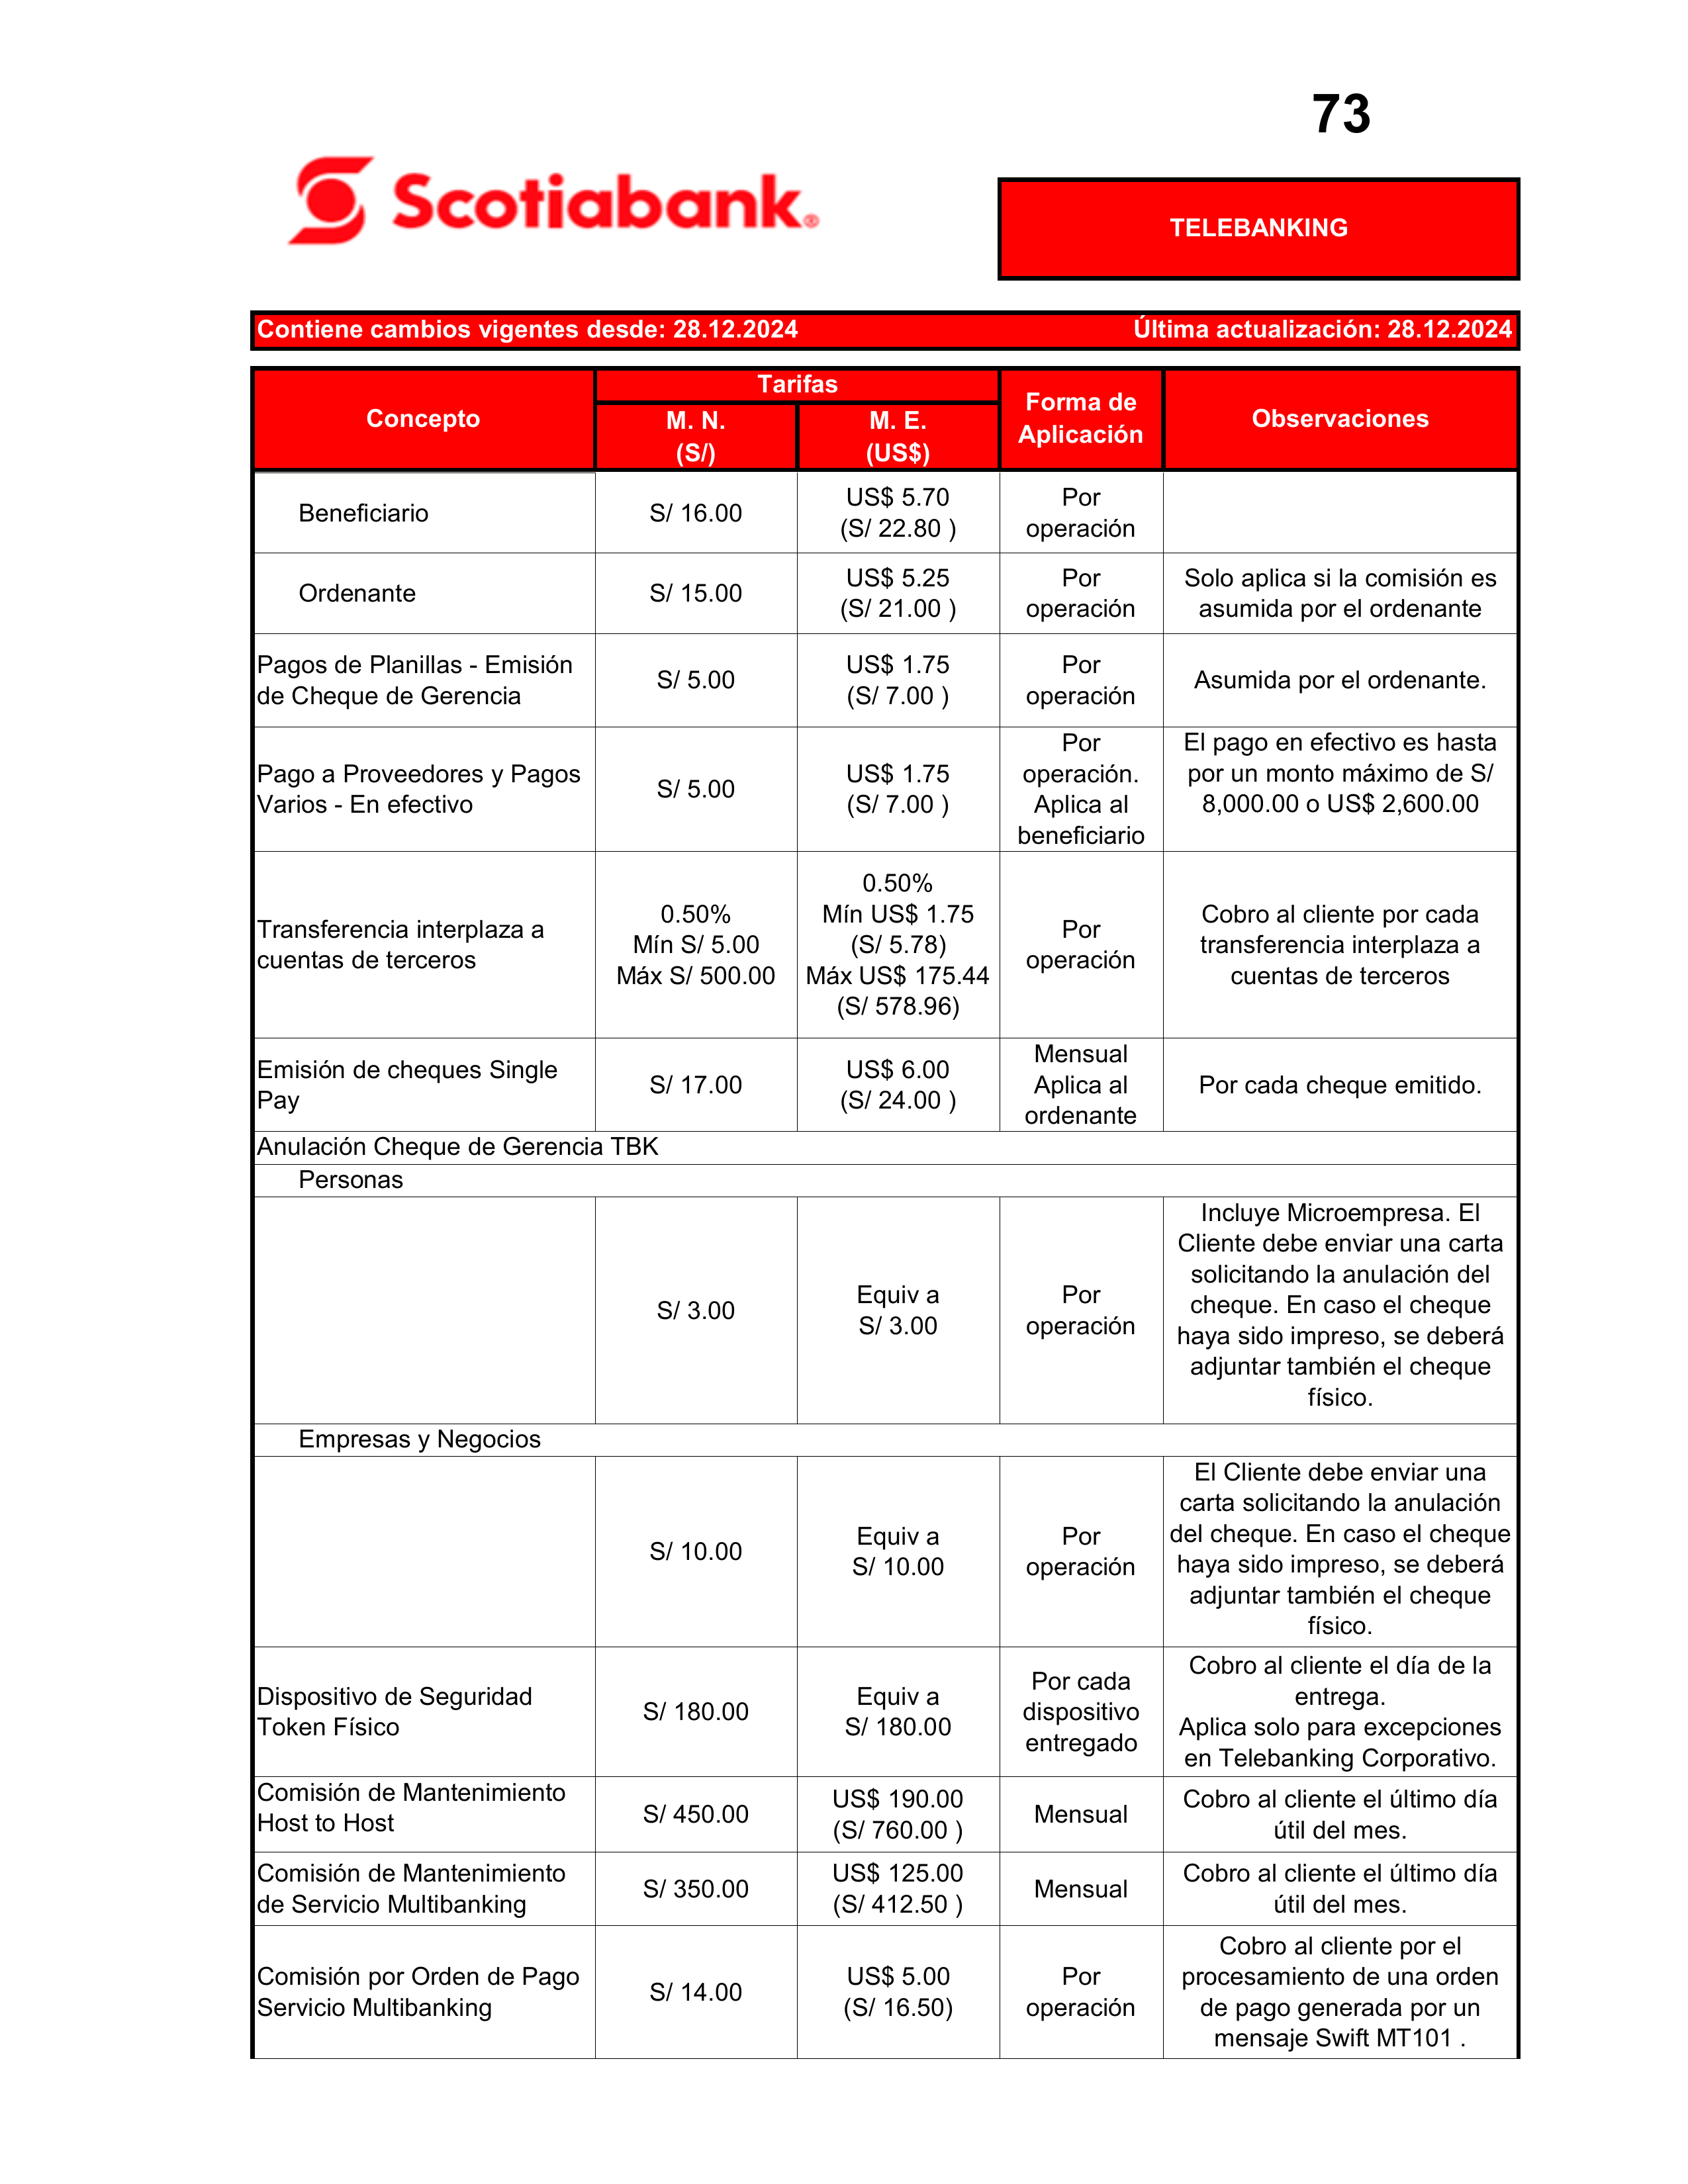 73
Scotiabank®
TELEBANKING
Contiene cambios vigentes desde: 28.12.2024 Última actualización: 28.12.2024
Concepto
Tarifas
M. N.
(S/)
M. E.
(US$)
Forma de
Aplicación
Observaciones
Beneficiario
S/ 16.00
US$ 5.70
(S/ 22.80 )
Por
operación
Ordenante
S/ 15.00
US$ 5.25
(S/ 21.00 )
Por
operación
Solo aplica si la comisión es
asumida por el ordenante
Pagos de Planillas - Emisión
de Cheque de Gerencia
S/ 5.00
US$ 1.75
(S/ 7.00 )
Por
operación
Asumida por el ordenante.
Pago a Proveedores y Pagos
Varios - En efectivo
S/ 5.00
US$ 1.75
(S/ 7.00 )
Por
operación.
Aplica al
beneficiario
El pago en efectivo es hasta
por un monto máximo de S/
8,000.00 o US$ 2,600.00
Transferencia interplaza a
cuentas de terceros
0.50%
Mín S/ 5.00
Máx S/ 500.00
0.50%
Mín US$ 1.75
(S/ 5.78)
Máx US$ 175.44
(S/ 578.96)
Por
operación
Cobro al cliente por cada
transferencia interplaza a
cuentas de terceros
Emisión de cheques Single
Pay
S/ 17.00
US$ 6.00
(S/ 24.00 )
Mensual
Aplica al
ordenante
Por cada cheque emitido.
Anulación Cheque de Gerencia TBK
Personas
S/ 3.00
Equiv a
S/ 3.00
Por
operación
Incluye Microempresa. El
Cliente debe enviar una carta
solicitando la anulación del
cheque. En caso el cheque
haya sido impreso, se deberá
adjuntar también el cheque
físico.
Empresas y Negocios
S/ 10.00
Equiv a
S/ 10.00
Por
operación
El Cliente debe enviar una
carta solicitando la anulación
del cheque. En caso el cheque
haya sido impreso, se deberá
adjuntar también el cheque
físico.
Dispositivo de Seguridad
Token Físico
S/ 180.00
Equiv a
S/ 180.00
Por cada
dispositivo
entregado
Cobro al cliente el día de la
entrega.
Aplica solo para excepciones
en Telebanking Corporativo.
Comisión de Mantenimiento
Host to Host
S/ 450.00
US$ 190.00
(S/ 760.00 )
Mensual
Cobro al cliente el último día
útil del mes.
Comisión de Mantenimiento
de Servicio Multibanking
S/ 350.00
US$ 125.00
(S/ 412.50 )
Mensual
Cobro al cliente el último día
útil del mes.
Comisión por Orden de Pago
Servicio Multibanking
S/ 14.00
US$ 5.00
(S/ 16.50)
Por
operación
Cobro al cliente por el
procesamiento de una orden
de pago generada por un
mensaje Swift MT101 .